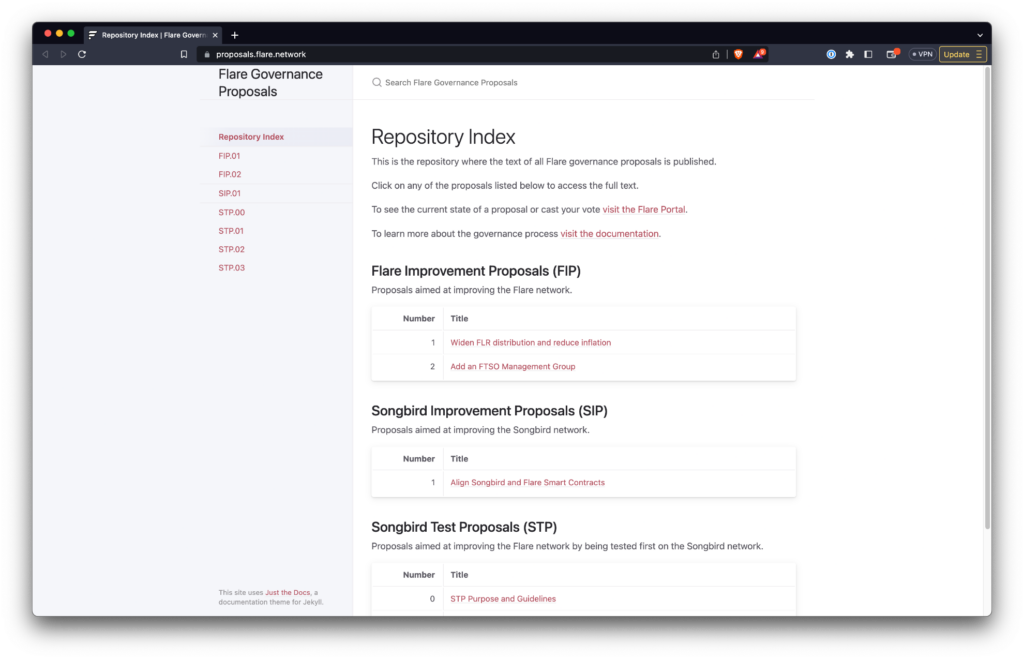 Repository Index | Flare Govern
proposals.flare.network
VPN
Update
Flare Governance
Proposals
Search Flare Governance Proposals
Repository Index
FIP.01
FIP.02
SIP.01
STP.00
STP.01
STP.02
STP.03
This site uses Just the Docs, a
documentation theme for Jekyll.
Repository Index
This is the repository where the text of all Flare governance proposals is published.
Click on any of the proposals listed below to access the full text.
To see the current state of a proposal or cast your vote visit the Flare Portal.
To learn more about the governance process visit the documentation.
Flare Improvement Proposals (FIP)
Proposals aimed at improving the Flare network.
Number Title
1 Widen FLR distribution and reduce inflation
2 Add an FTSO Management Group
Songbird Improvement Proposals (SIP)
Proposals aimed at improving the Songbird network.
Number Title
1 Align Songbird and Flare Smart Contracts
Songbird Test Proposals (STP)
Proposals aimed at improving the Flare network by being tested first on the Songbird network.
Number Title
0 STP Purpose and Guidelines